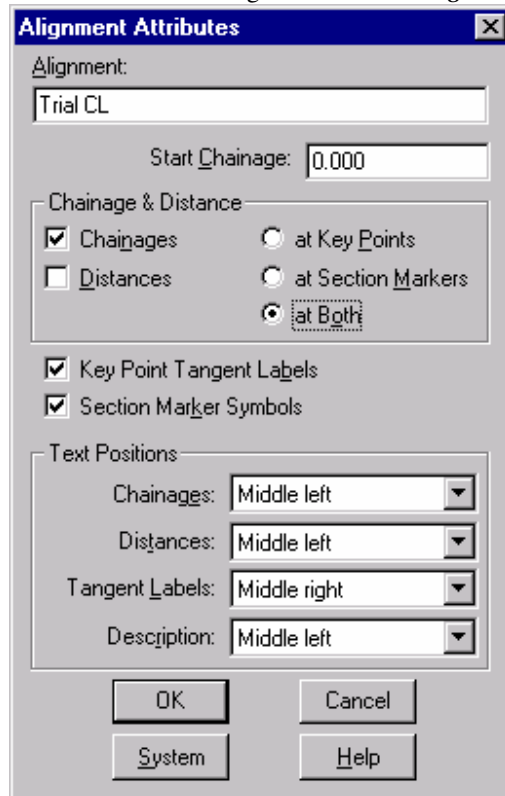 Alignment Attributes
Alignment:
Trial CL
Start Chainage: 0.000
Chainage & Distance
Chainages at Key Points
Distances at Section Markers
at Both
Key Point Tangent Labels
Section Marker Symbols
Text Positions
Chainages: Middle left
Distances: Middle left
Tangent Labels: Middle right
Description: Middle left
OK Cancel
System Help